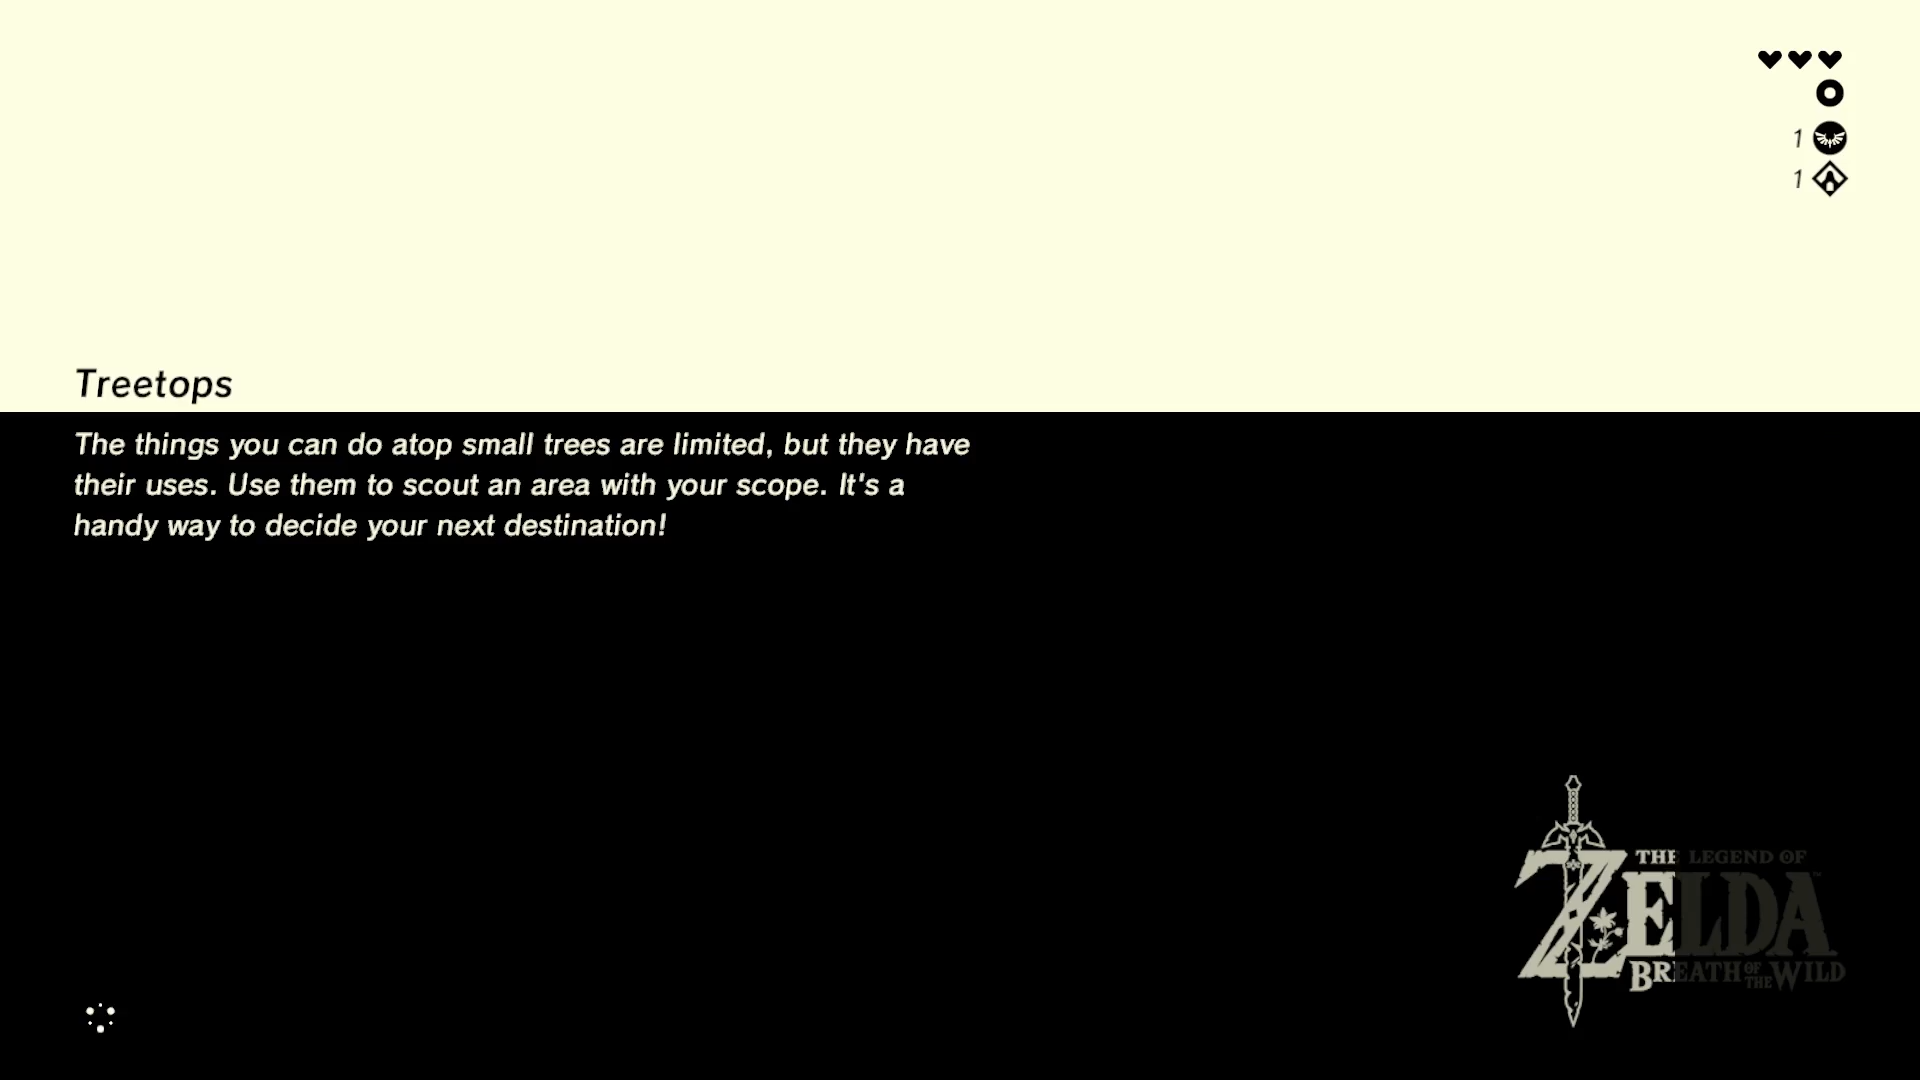 1
1
Treetops
The things you can do atop small trees are limited, but they have
their uses. Use them to scout an area with your scope. It's a
handy way to decide your next destination!
THE LEGEND OF
ZELDA™
BREATH OF THE WILD